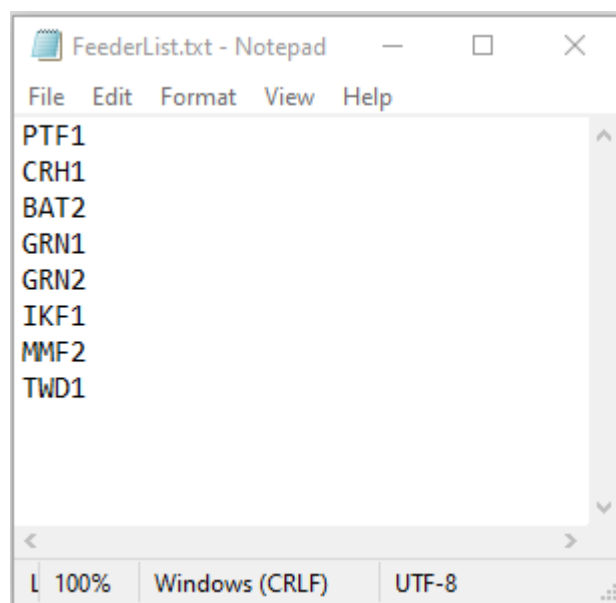 FeederList.txt - Notepad
File Edit Format View Help
PTF1
CRH1
BAT2
GRN1
GRN2
IKF1
MMF2
TWD1
100% Windows (CRLF) UTF-8